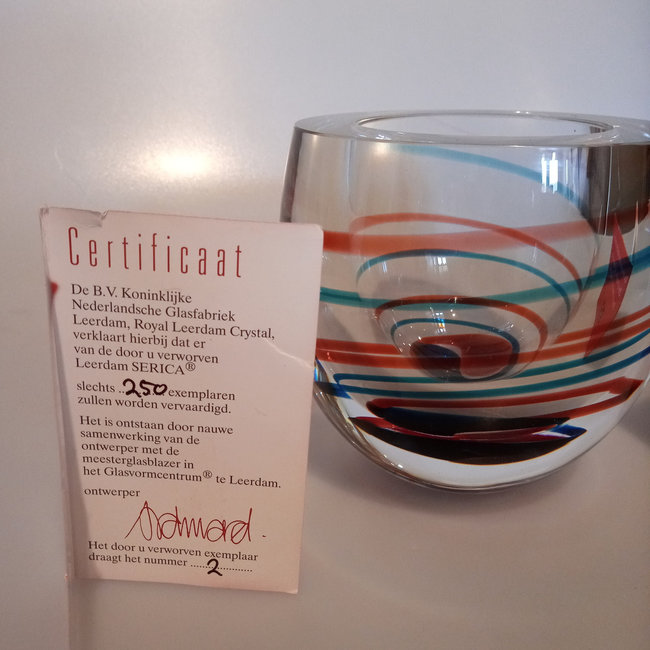 Certificaat
De B.V. Koninklijke
Nederlandsche Glasfabriek
Leerdam, Royal Leerdam Crystal,
verklaart hierbij dat er
van de door u verworven
Leerdam SERICA®
slechts ..250 exemplaren
zullen worden vervaardigd.
Het is ontstaan door nauwe
samenwerking van de
ontwerper met de
meesterglasblazer in
het Glasvormcentrum® te Leerdam.
ontwerper
Het door u verworven exemplaar
draagt het nummer ......2............